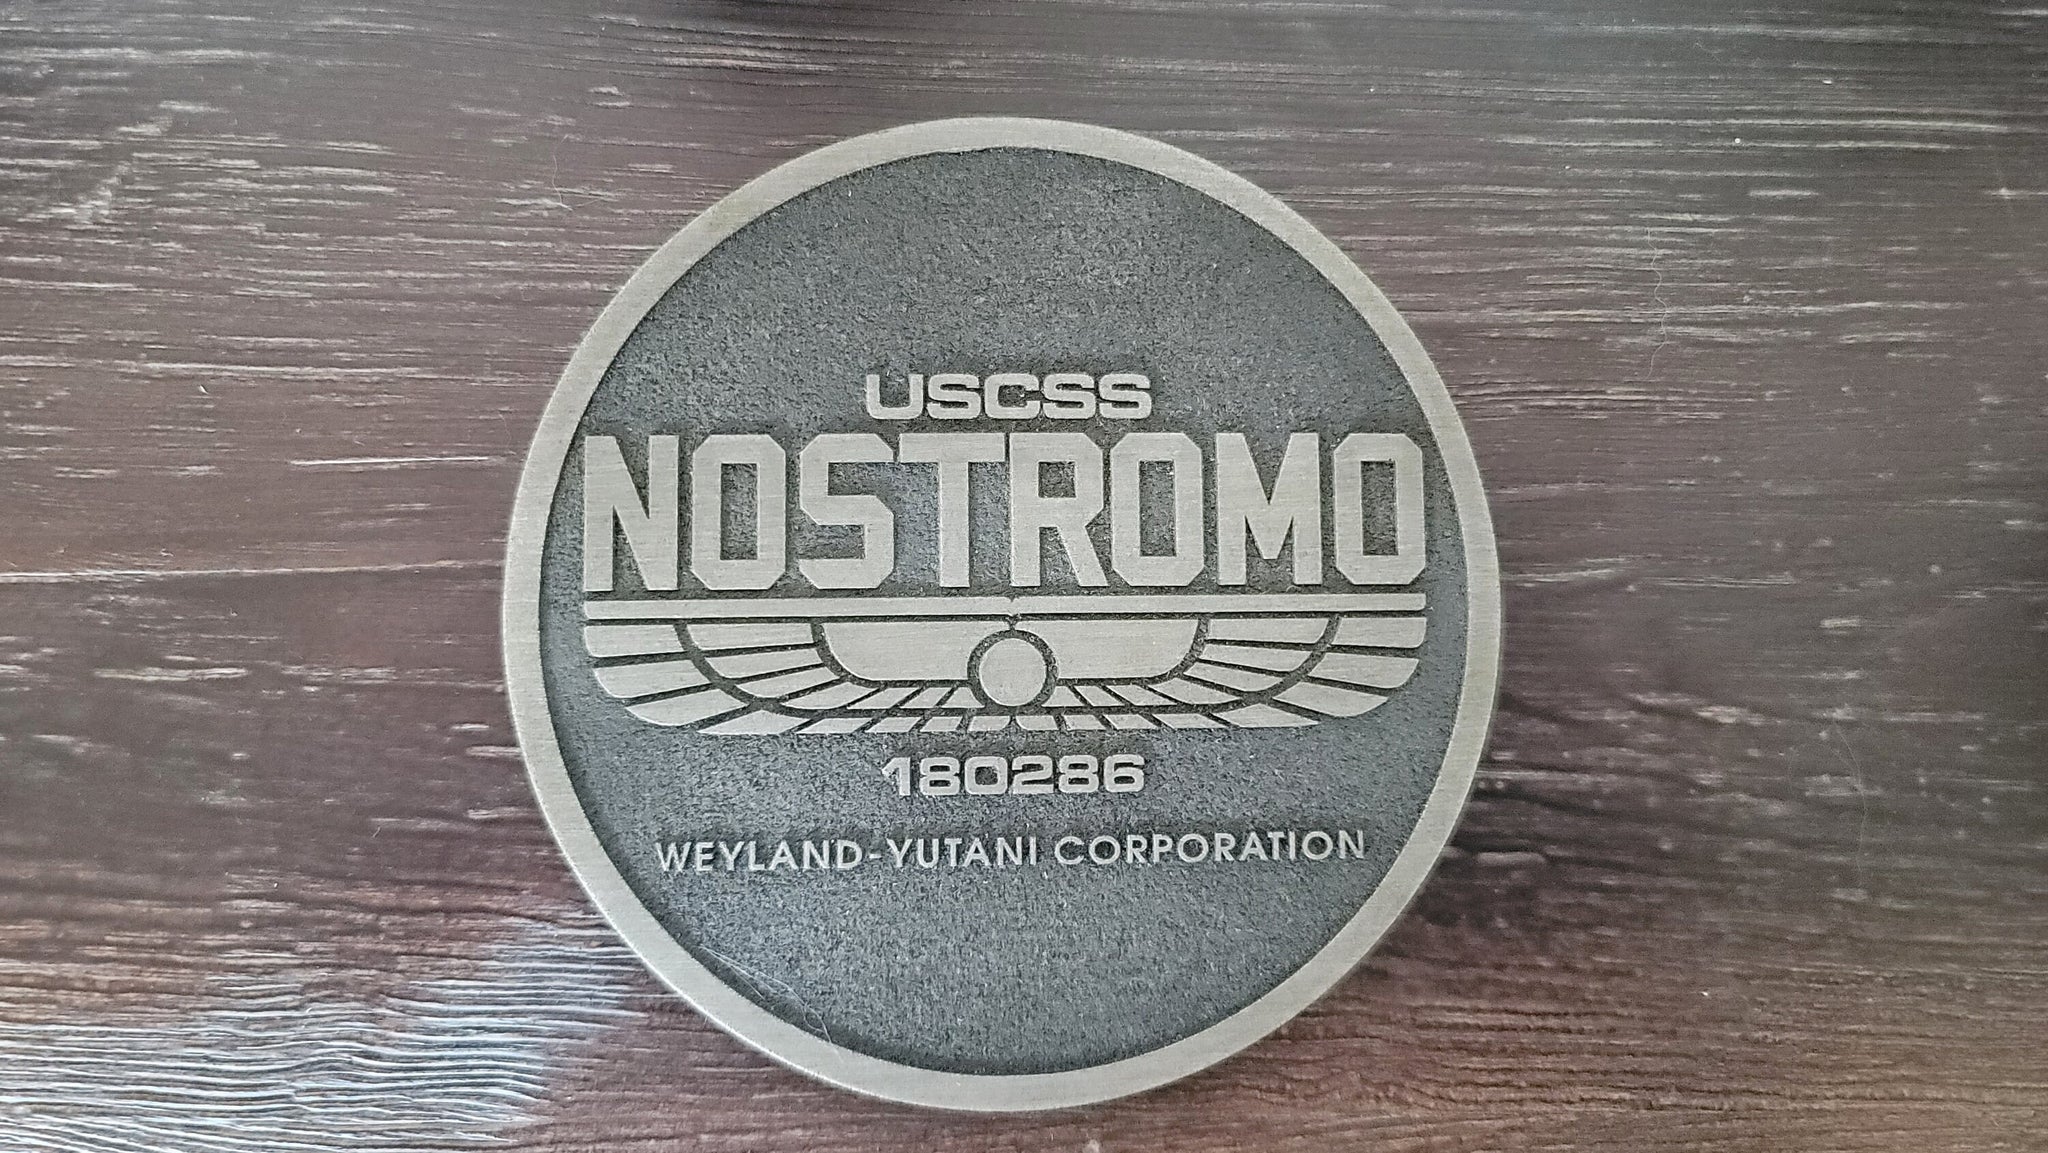 USCSS
NOSTROMO
180286
WEYLAND-YUTANI CORPORATION